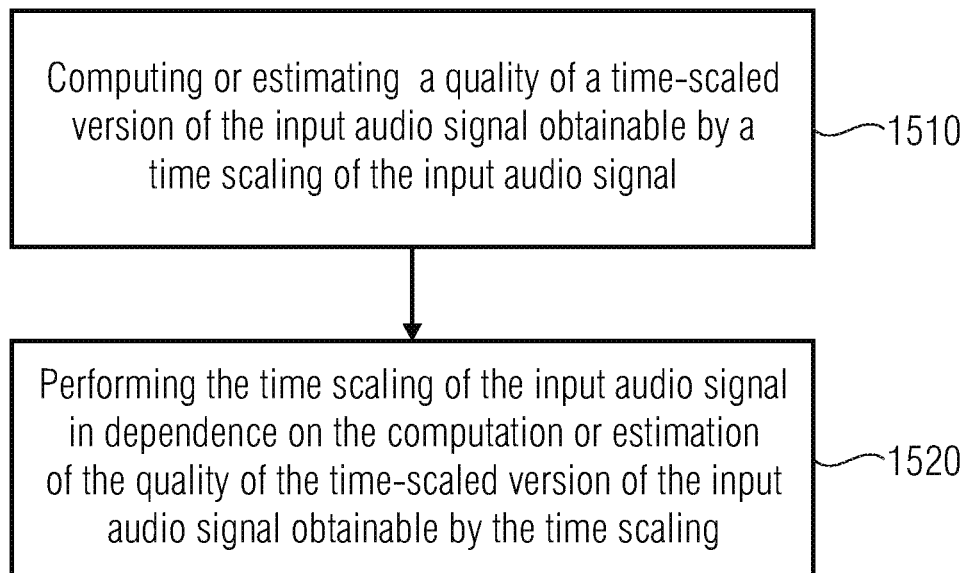 Computing or estimating a quality of a time-scaled
version of the input audio signal obtainable by a
time scaling of the input audio signal
1510
Performing the time scaling of the input audio signal
in dependence on the computation or estimation
of the quality of the time-scaled version of the input
audio signal obtainable by the time scaling
1520